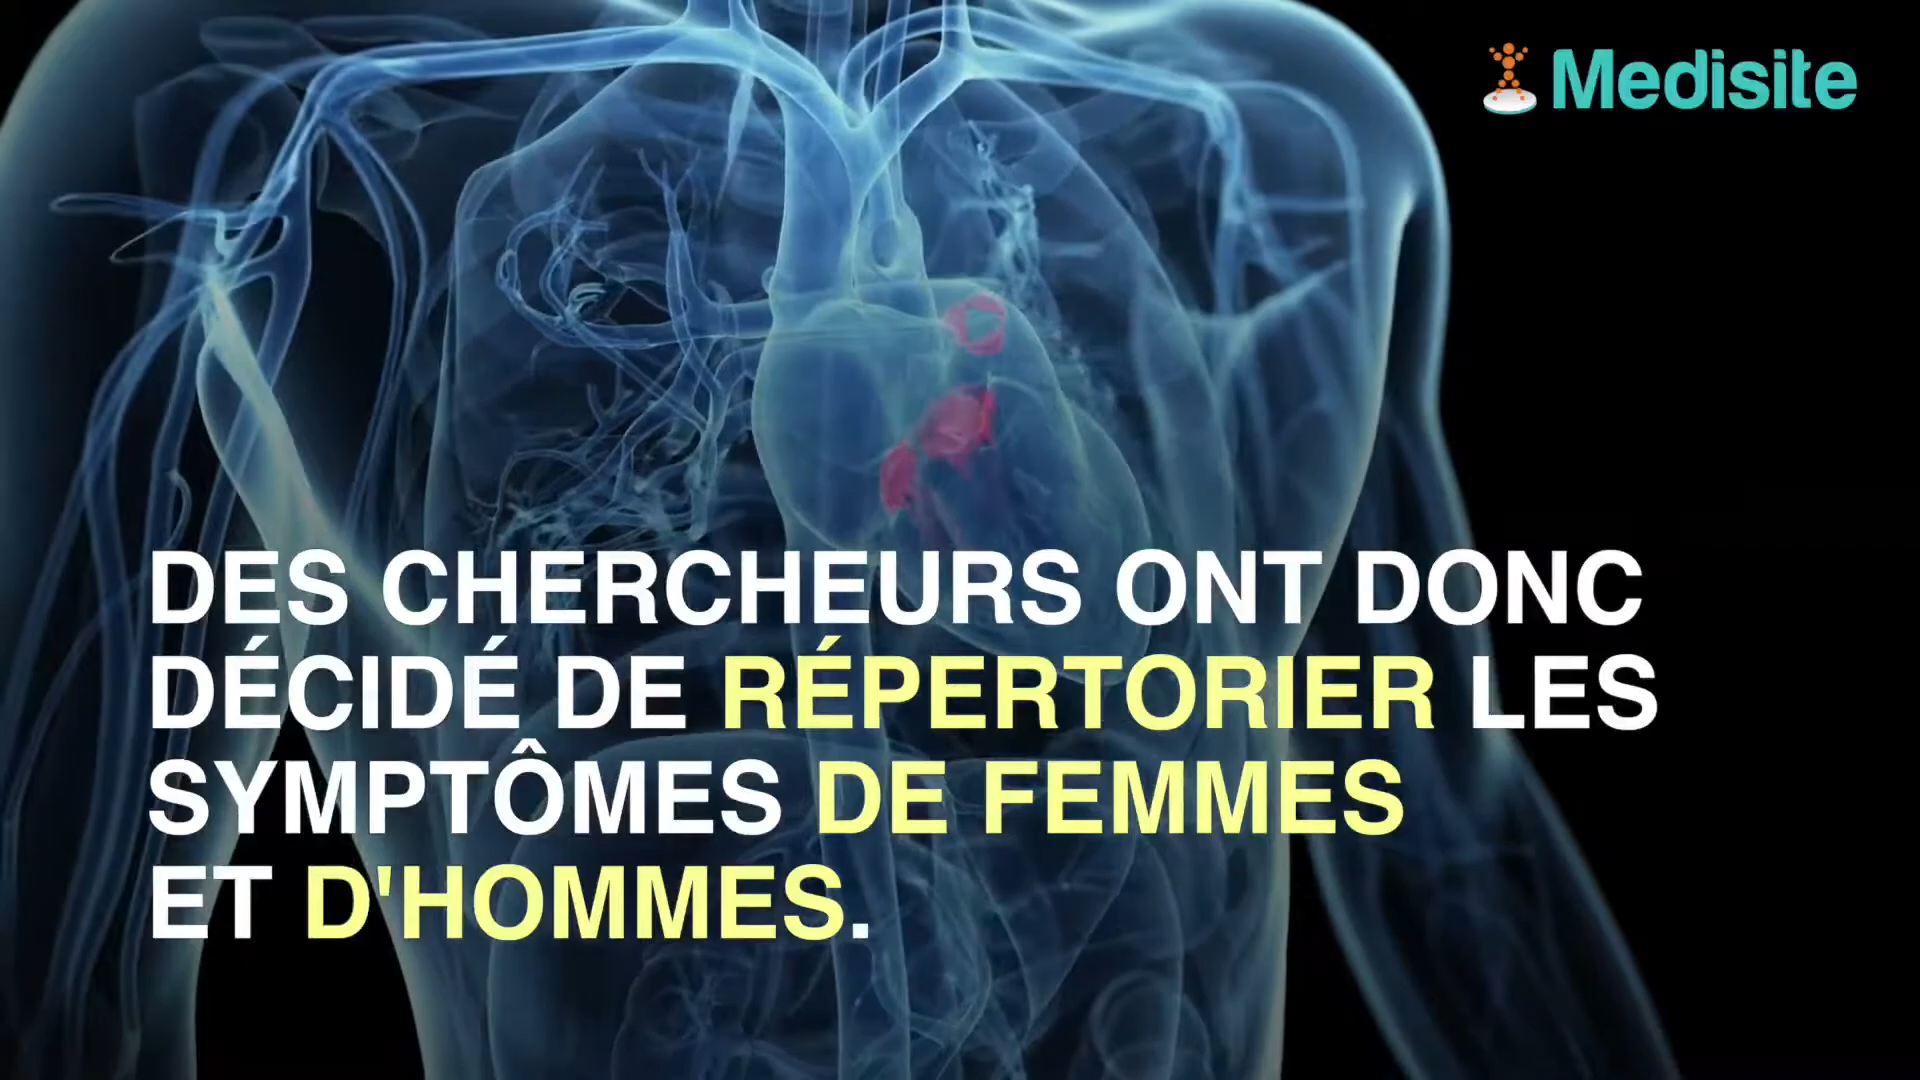 Medisite
DES CHERCHEURS ONT DONC
DÉCIDÉ DE RÉPERTORIER LES
SYMPTÔMES DE FEMMES
ET D'HOMMES.